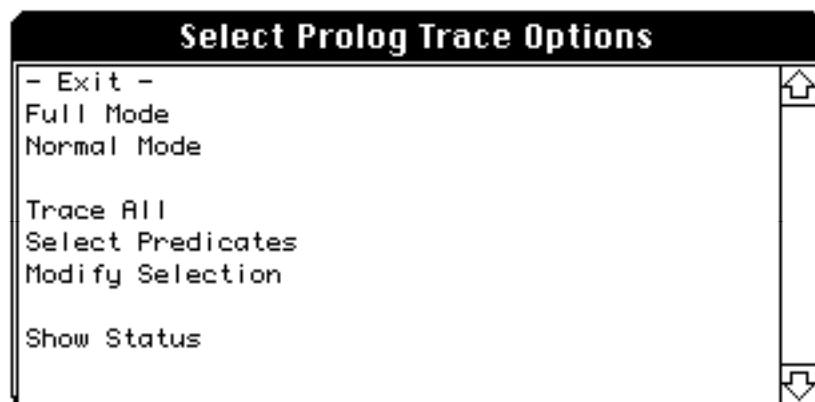 Select Prolog Trace Options
- Exit -
Full Mode
Normal Mode
Trace All
Select Predicates
Modify Selection
Show Status